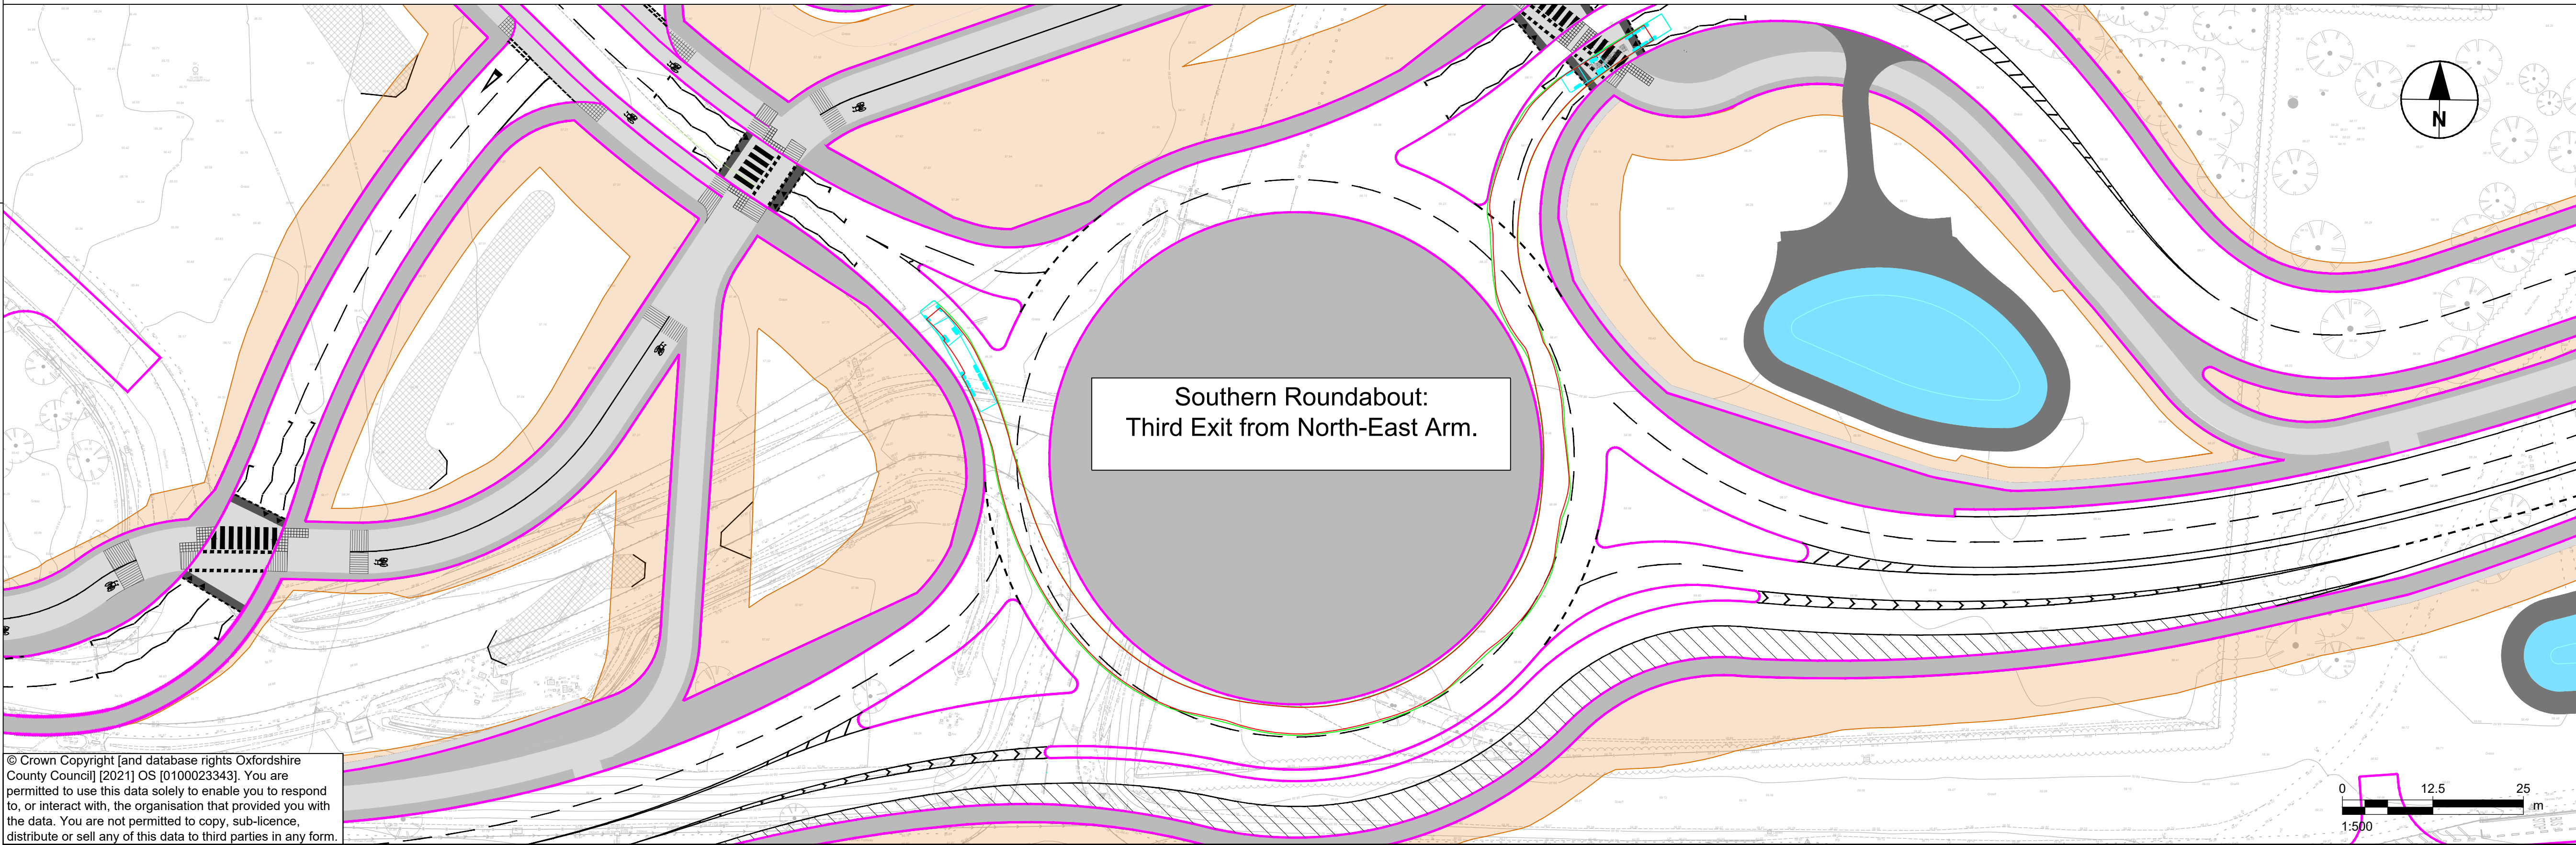 N
Southern Roundabout:
Third Exit from North-East Arm.
© Crown Copyright [and database rights Oxfordshire
County Council] [2021] OS [0100023343]. You are
permitted to use this data solely to enable you to respond
to, or interact with, the organisation that provided you with
the data. You are not permitted to copy, sub-licence,
distribute or sell any of this data to third parties in any form.
0 12.5 25
m
1:500